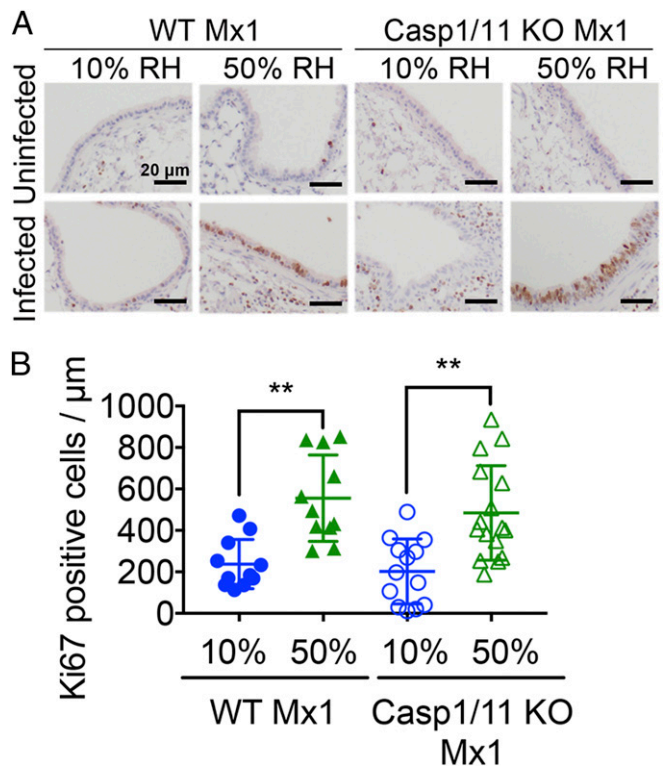 A
WT Mx1 Casp1/11 KO Mx1
10% RH 50% RH 10% RH 50% RH
Uninfected
20 µm
Infected
B
** **
Ki67 positive cells / µm
1000
800
600
400
200
0
10% 50% 10% 50%
WT Mx1 Casp1/11 KO
Mx1